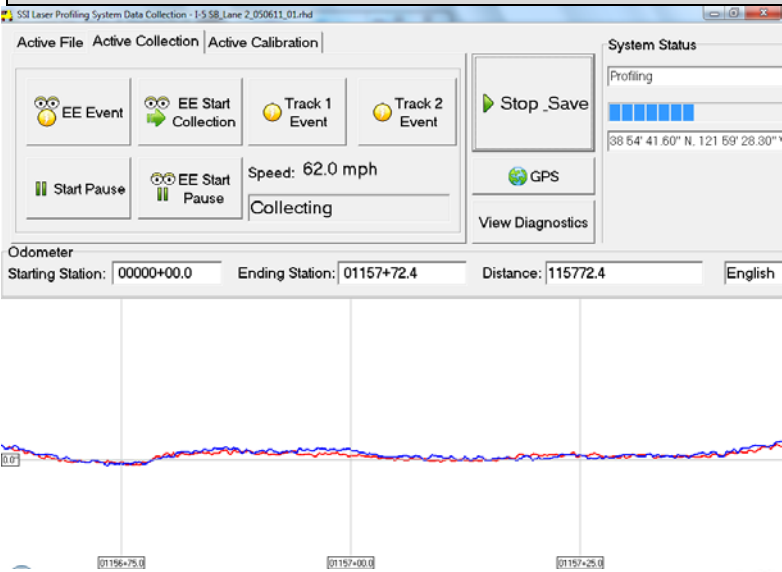 SSI Laser Profiling System Data Collection - I-5 SB_Lane 2_050611_01.rhd
Active File Active Collection Active Calibration
EE Event
EE Start Collection
Track 1 Event
Track 2 Event
Start Pause
EE Start Pause
Speed: 62.0 mph
Collecting
Stop _Save
GPS
View Diagnostics
System Status
Profiling
38 54' 41.60" N, 121 59' 28.30"
Odometer
Starting Station: 00000+00.0 Ending Station: 01157+72.4 Distance: 115772.4 English
0.0"
01156+75.0 01157+00.0 01157+25.0